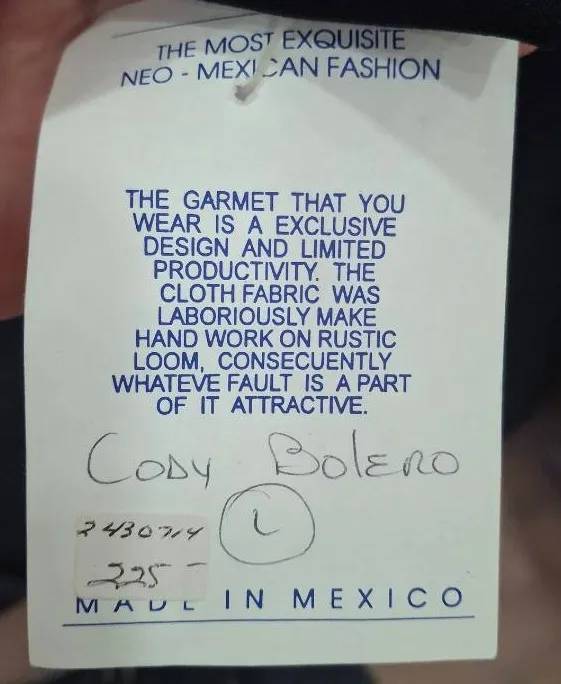 THE MOST EXQUISITE
NEO - MEXICAN FASHION
THE GARMET THAT YOU
WEAR IS A EXCLUSIVE
DESIGN AND LIMITED
PRODUCTIVITY. THE
CLOTH FABRIC WAS
LABORIOUSLY MAKE
HAND WORK ON RUSTIC
LOOM, CONSECUENTLY
WHATEVE FAULT IS A PART
OF IT ATTRACTIVE.
CODY BOLERO
L
225 -
MADE IN MEXICO